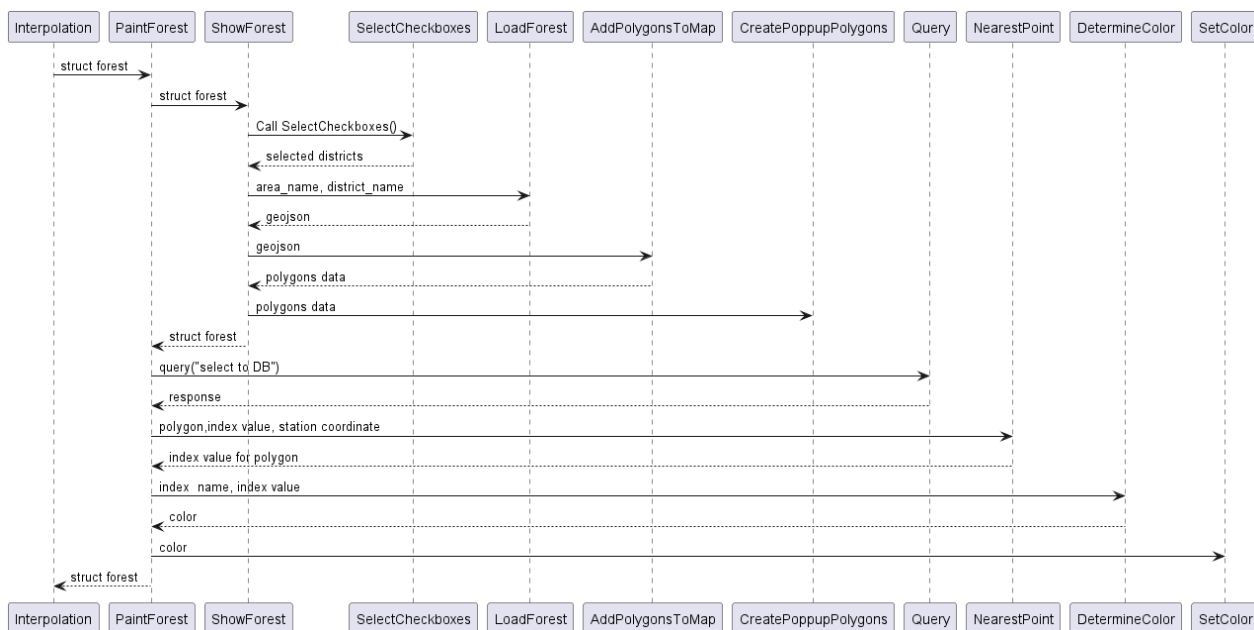 Interpolation PaintForest ShowForest SelectCheckboxes LoadForest AddPolygonsToMap CreatePoppupPolygons Query NearestPoint DetermineColor SetColor
struct forest
struct forest
Call SelectCheckboxes()
selected districts
area_name, district_name
geojson
geojson
polygons data
polygons data
struct forest
query("select to DB")
response
polygon,index value, station coordinate
index value for polygon
index name, index value
color
color
struct forest
Interpolation PaintForest ShowForest SelectCheckboxes LoadForest AddPolygonsToMap CreatePoppupPolygons Query NearestPoint DetermineColor SetColor